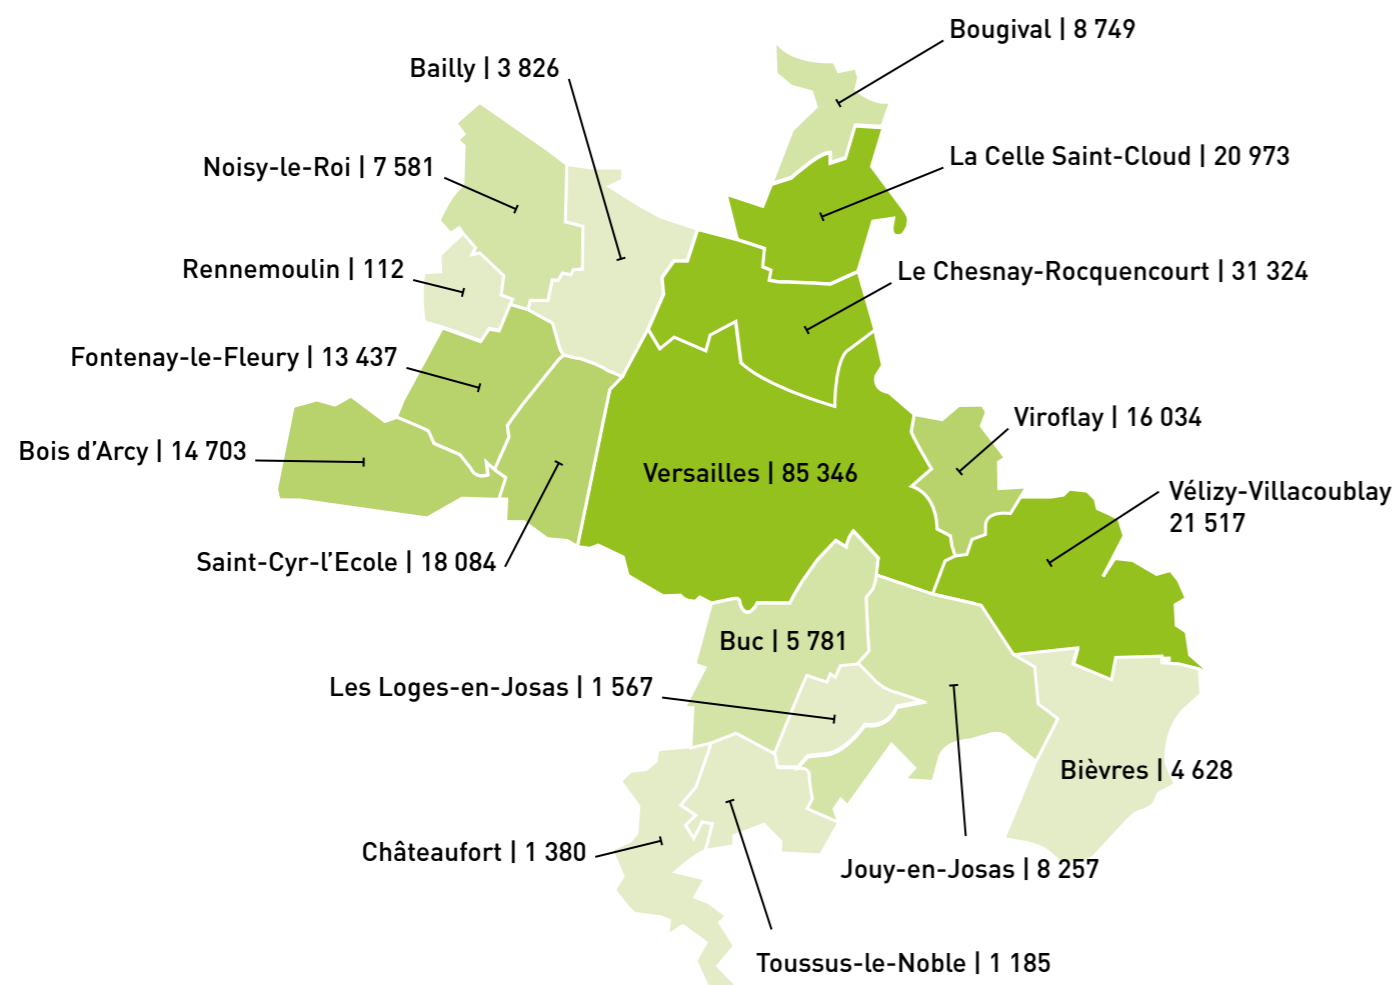 Bougival | 8 749
Bailly | 3 826
La Celle Saint-Cloud | 20 973
Noisy-le-Roi | 7 581
Rennemoulin | 112
Le Chesnay-Rocquencourt | 31 324
Fontenay-le-Fleury | 13 437
Viroflay | 16 034
Bois d’Arcy | 14 703
Versailles | 85 346
Vélizy-Villacoublay
21 517
Saint-Cyr-l’Ecole | 18 084
Buc | 5 781
Les Loges-en-Josas | 1 567
Bièvres | 4 628
Châteaufort | 1 380
Jouy-en-Josas | 8 257
Toussus-le-Noble | 1 185